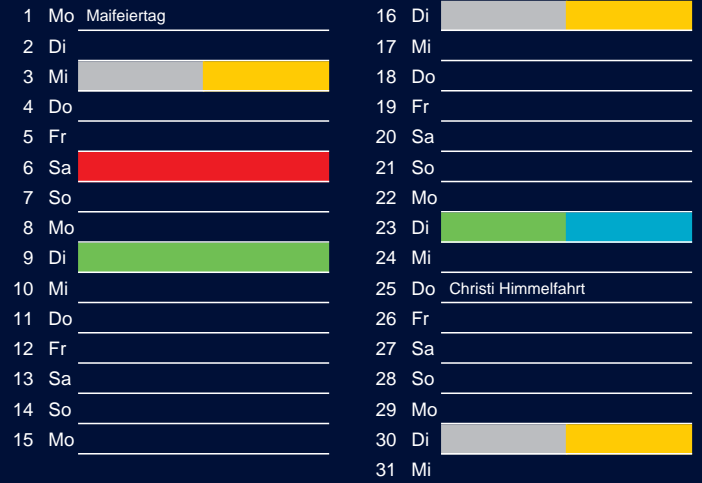 1 Mo Maifeiertag
2 Di
3 Mi
4 Do
5 Fr
6 Sa
7 So
8 Mo
9 Di
10 Mi
11 Do
12 Fr
13 Sa
14 So
15 Mo
16 Di
17 Mi
18 Do
19 Fr
20 Sa
21 So
22 Mo
23 Di
24 Mi
25 Do Christi Himmelfahrt
26 Fr
27 Sa
28 So
29 Mo
30 Di
31 Mi